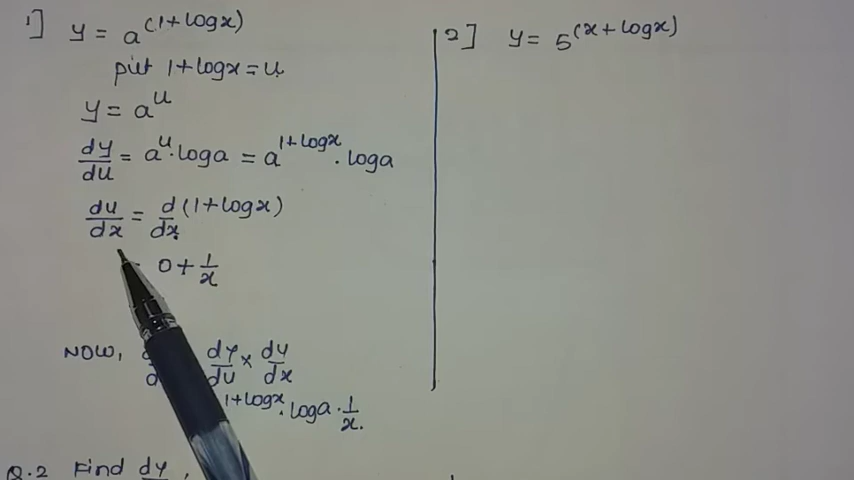 1] y = a^(1+logx)
put 1+logx = u
y = a^u
dy/du = a^u · loga = a^1+logx · loga
du/dx = d/dx (1+logx)
0 + 1/x
NOW, d dy/du × du/dx
1+logx · loga · 1/x.
Q.2 Find dy ,
2] y = 5^(x+logx)